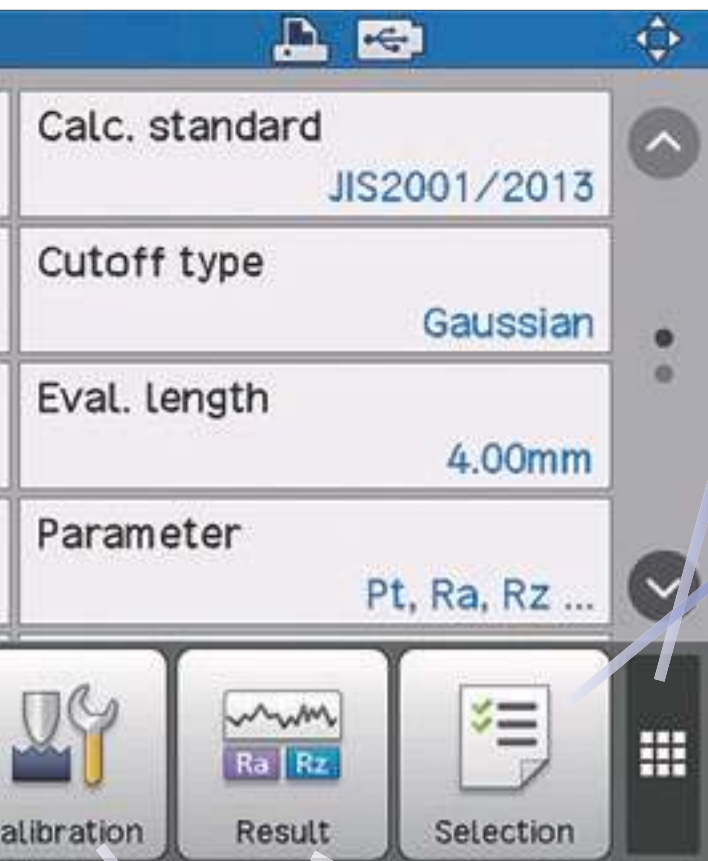 Calc. standard
JIS2001/2013
Cutoff type
Gaussian
Eval. length
4.00mm
Parameter
Pt, Ra, Rz ...
Ra Rz
alibration Result Selection